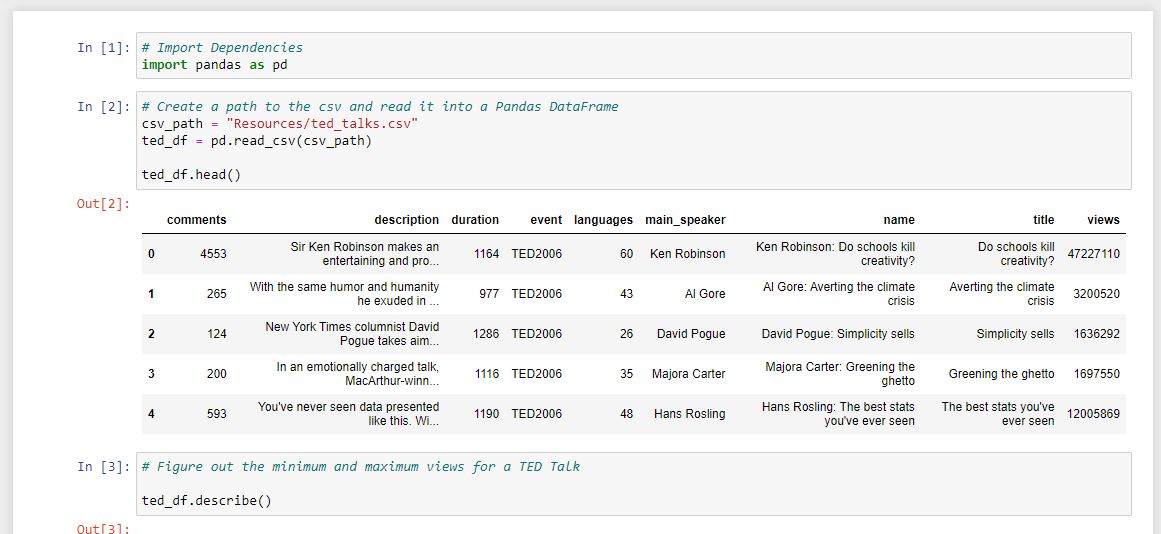 In [1]: # Import Dependencies
import pandas as pd
In [2]: # Create a path to the csv and read it into a Pandas DataFrame
csv_path = "Resources/ted_talks.csv"
ted_df = pd.read_csv(csv_path)
ted_df.head()
Out[2]:
comments description duration event languages main_speaker name title views
0 4553 Sir Ken Robinson makes an entertaining and pro... 1164 TED2006 60 Ken Robinson Ken Robinson: Do schools kill creativity? Do schools kill creativity? 47227110
1 265 With the same humor and humanity he exuded in ... 977 TED2006 43 Al Gore Al Gore: Averting the climate crisis Averting the climate crisis 3200520
2 124 New York Times columnist David Pogue takes aim... 1286 TED2006 26 David Pogue David Pogue: Simplicity sells Simplicity sells 1636292
3 200 In an emotionally charged talk, MacArthur-winn... 1116 TED2006 35 Majora Carter Majora Carter: Greening the ghetto Greening the ghetto 1697550
4 593 You've never seen data presented like this. Wi... 1190 TED2006 48 Hans Rosling Hans Rosling: The best stats you've ever seen The best stats you've ever seen 12005869
In [3]: # Figure out the minimum and maximum views for a TED Talk
ted_df.describe()
Out[3]: